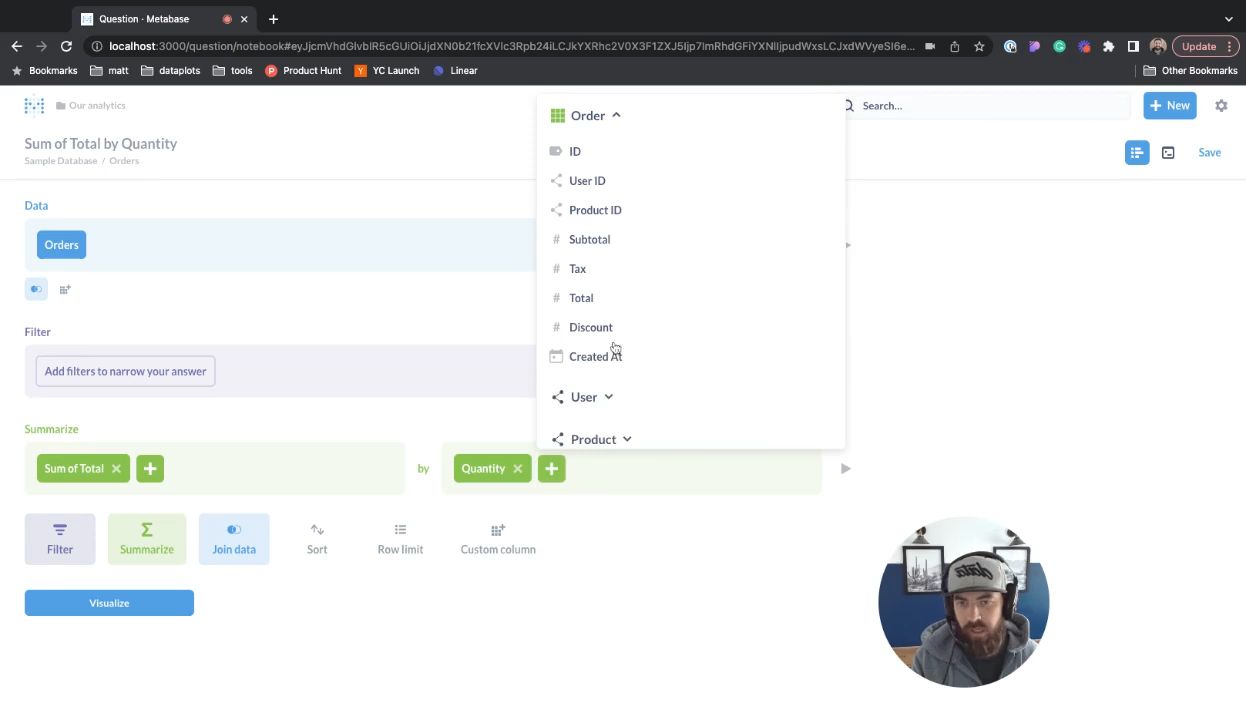 Question · Metabase
localhost:3000/question/notebook#eyJjcmVhdGlvblR5cGUiOiJjdXN0b21fcXVlc3Rpb24iLCJkYXRhc2V0X3F1ZXJ5Ijp7ImRhdGFiYXNlIjpudWxsLCJxdWVyeSI6e...
Update
Bookmarks
matt
dataplots
tools
Product Hunt
YC Launch
Linear
Other Bookmarks
Our analytics
Search...
+ New
Sum of Total by Quantity
Sample Database / Orders
Save
Data
Orders
Filter
Add filters to narrow your answer
Order
ID
User ID
Product ID
Subtotal
Tax
Total
Discount
Created At
User
Product
Summarize
Sum of Total
by
Quantity
Filter
Summarize
Join data
Sort
Row limit
Custom column
Visualize